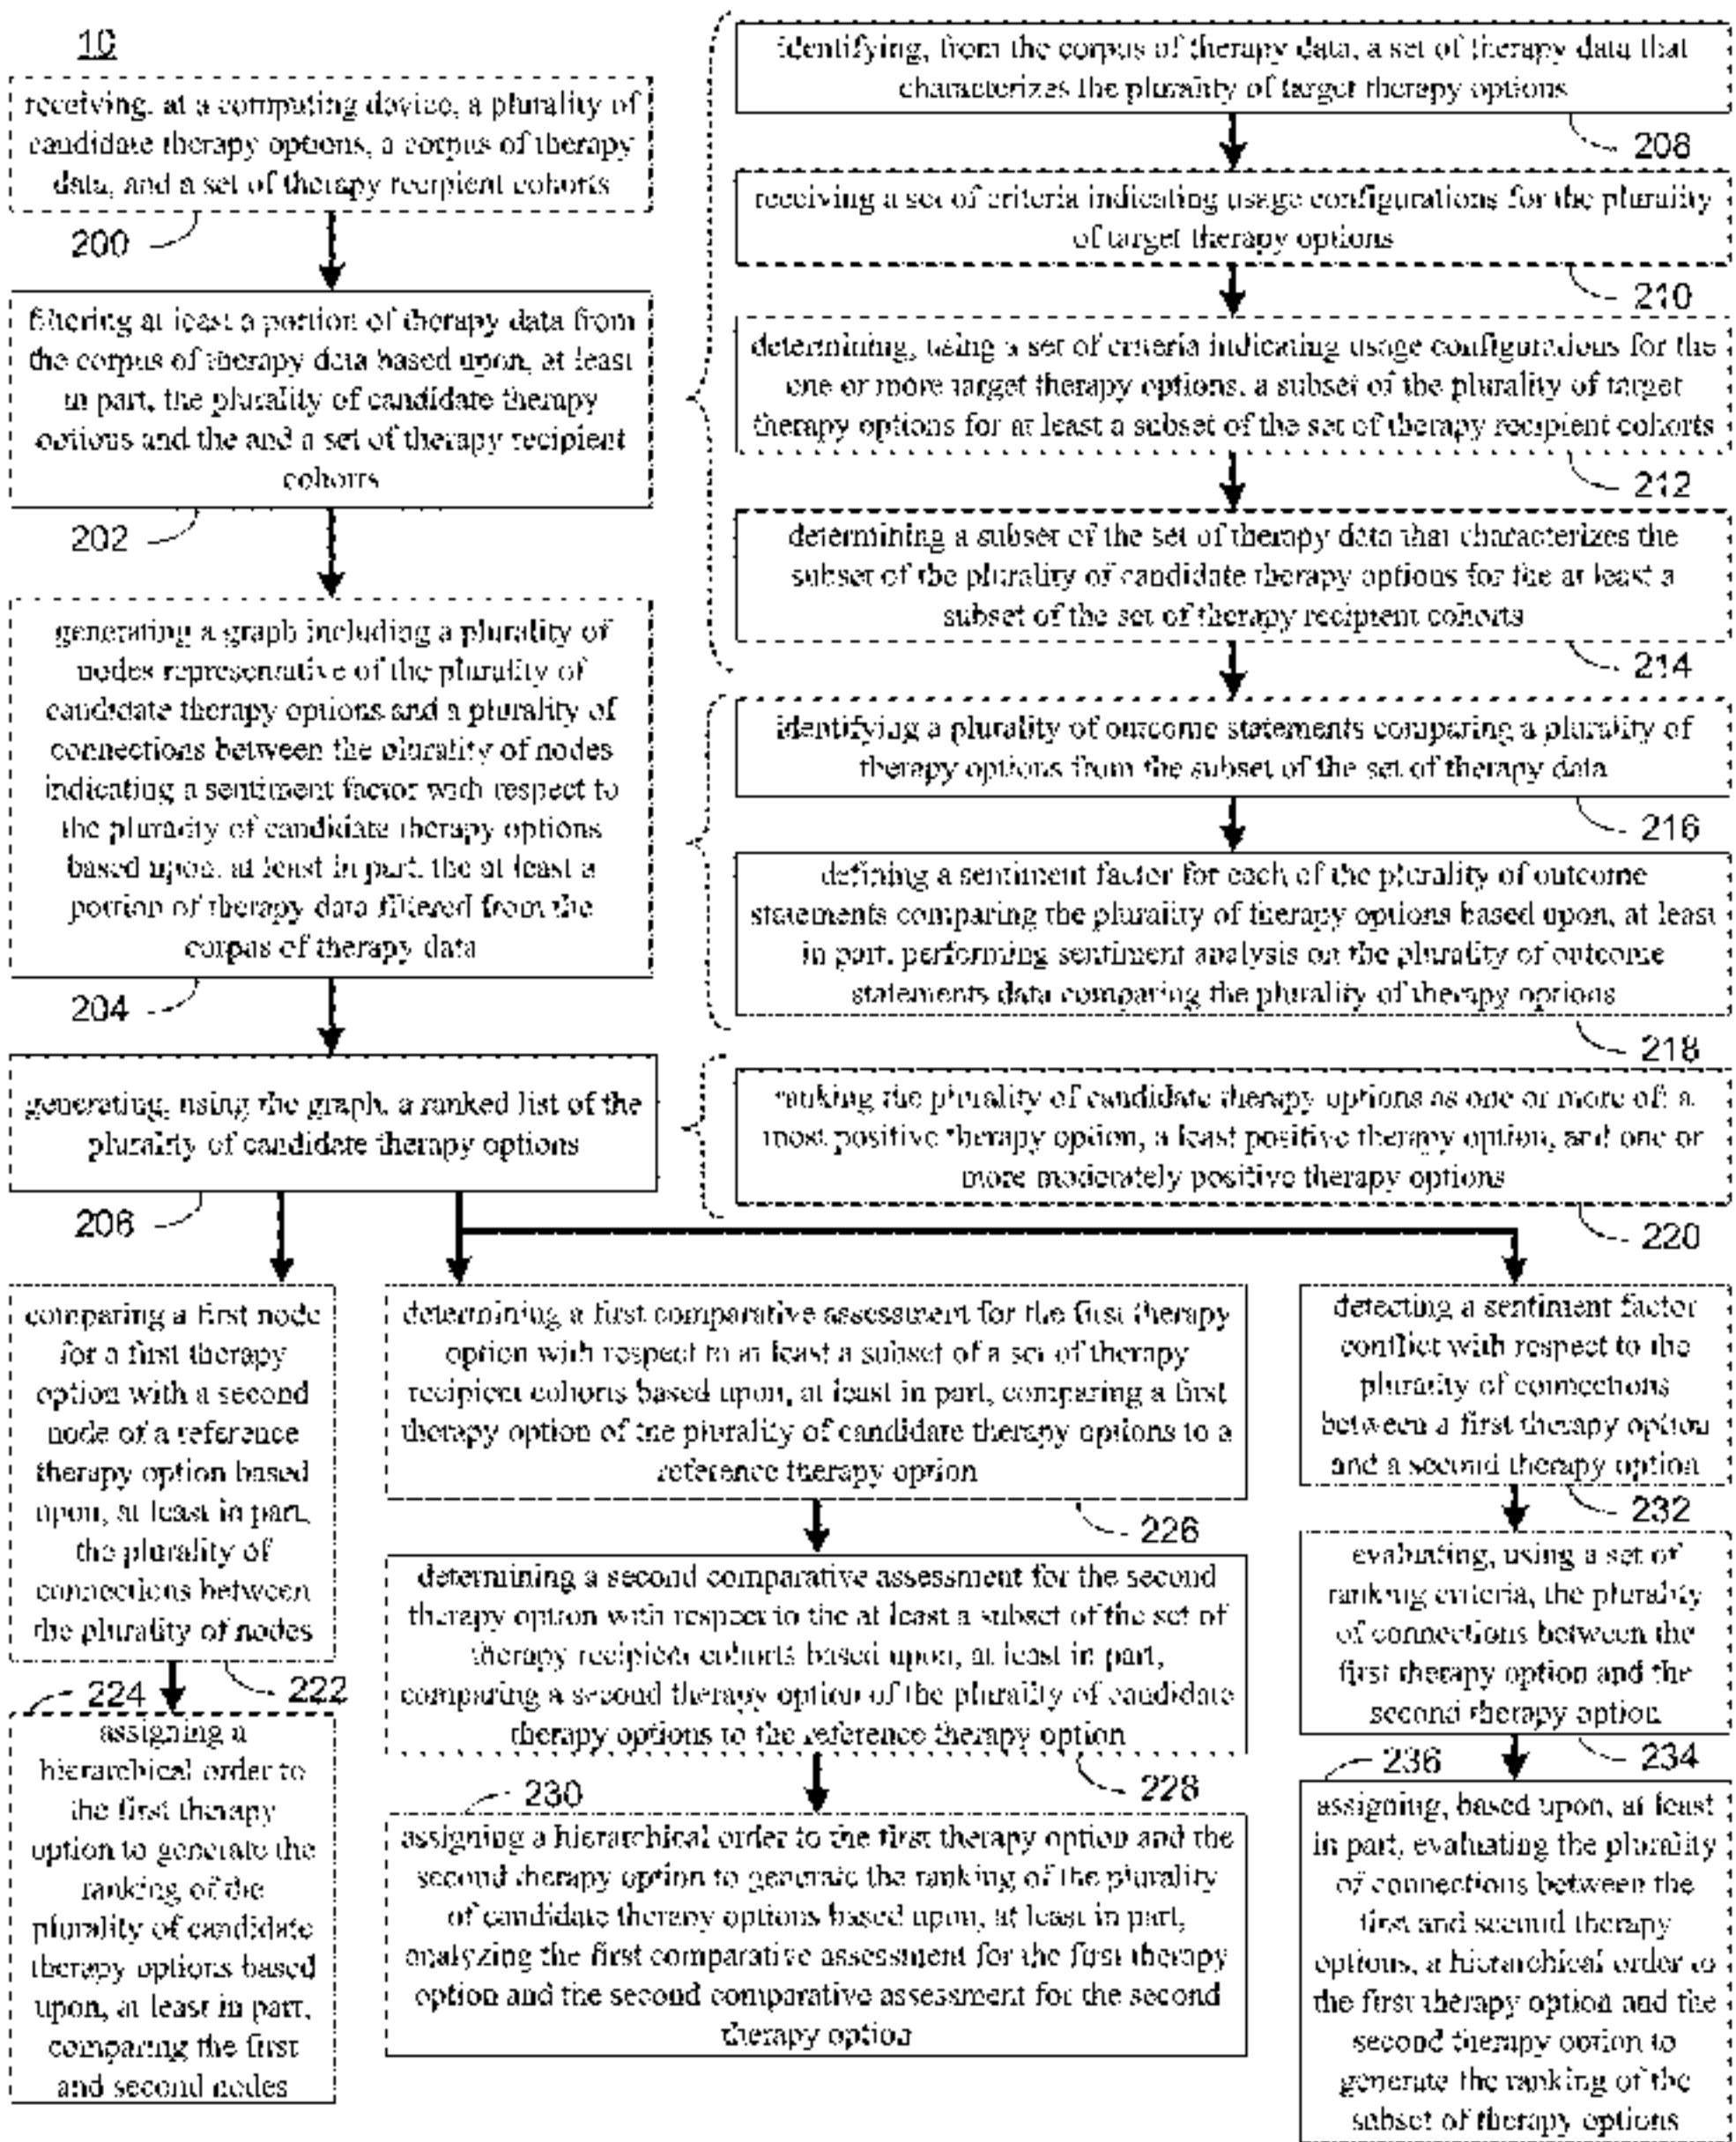 10
receiving, at a computing device, a plurality of
candidate therapy options, a corpus of therapy
data, and a set of therapy recipient cohorts
200
filtering at least a portion of therapy data from
the corpus of therapy data based upon, at least
in part, the plurality of candidate therapy
options and the and a set of therapy recipient
cohorts
202
generating a graph including a plurality of
nodes representative of the plurality of
candidate therapy options and a plurality of
connections between the plurality of nodes
indicating a sentiment factor with respect to
the plurality of candidate therapy options
based upon, at least in part, the at least a
portion of therapy data filtered from the
corpus of therapy data
204
generating, using the graph, a ranked list of the
plurality of candidate therapy options
206
identifying, from the corpus of therapy data, a set of therapy data that
characterizes the plurality of target therapy options
208
receiving a set of criteria indicating usage configurations for the plurality
of target therapy options
210
determining, using a set of criteria indicating usage configurations for the
one or more target therapy options, a subset of the plurality of target
therapy options for at least a subset of the set of therapy recipient cohorts
212
determining a subset of the set of therapy data that characterizes the
subset of the plurality of candidate therapy options for the at least a
subset of the set of therapy recipient cohorts
214
identifying a plurality of outcome statements comparing a plurality of
therapy options from the subset of the set of therapy data
216
defining a sentiment factor for each of the plurality of outcome
statements comparing the plurality of therapy options based upon, at least
in part, performing sentiment analysis on the plurality of outcome
statements data comparing the plurality of therapy options
218
ranking the plurality of candidate therapy options as one or more of: a
most positive therapy option, a least positive therapy option, and one or
more moderately positive therapy options
220
comparing a first node
for a first therapy
option with a second
node of a reference
therapy option based
upon, at least in part,
the plurality of
connections between
the plurality of nodes
222
224
assigning a
hierarchical order to
the first therapy
option to generate the
ranking of the
plurality of candidate
therapy options based
upon, at least in part,
comparing the first
and second nodes
determining a first comparative assessment for the first therapy
option with respect to at least a subset of a set of therapy
recipient cohorts based upon, at least in part, comparing a first
therapy option of the plurality of candidate therapy options to a
reference therapy option
226
determining a second comparative assessment for the second
therapy option with respect to the at least a subset of the set of
therapy recipient cohorts based upon, at least in part,
comparing a second therapy option of the plurality of candidate
therapy options to the reference therapy option
228
230
assigning a hierarchical order to the first therapy option and the
second therapy option to generate the ranking of the plurality
of candidate therapy options based upon, at least in part,
analyzing the first comparative assessment for the first therapy
option and the second comparative assessment for the second
therapy option
detecting a sentiment factor
conflict with respect to the
plurality of connections
between a first therapy option
and a second therapy option
232
evaluating, using a set of
ranking criteria, the plurality
of connections between the
first therapy option and the
second therapy option
234
236
assigning, based upon, at least
in part, evaluating the plurality
of connections between the
first and second therapy
options, a hierarchical order to
the first therapy option and the
second therapy option to
generate the ranking of the
subset of therapy options